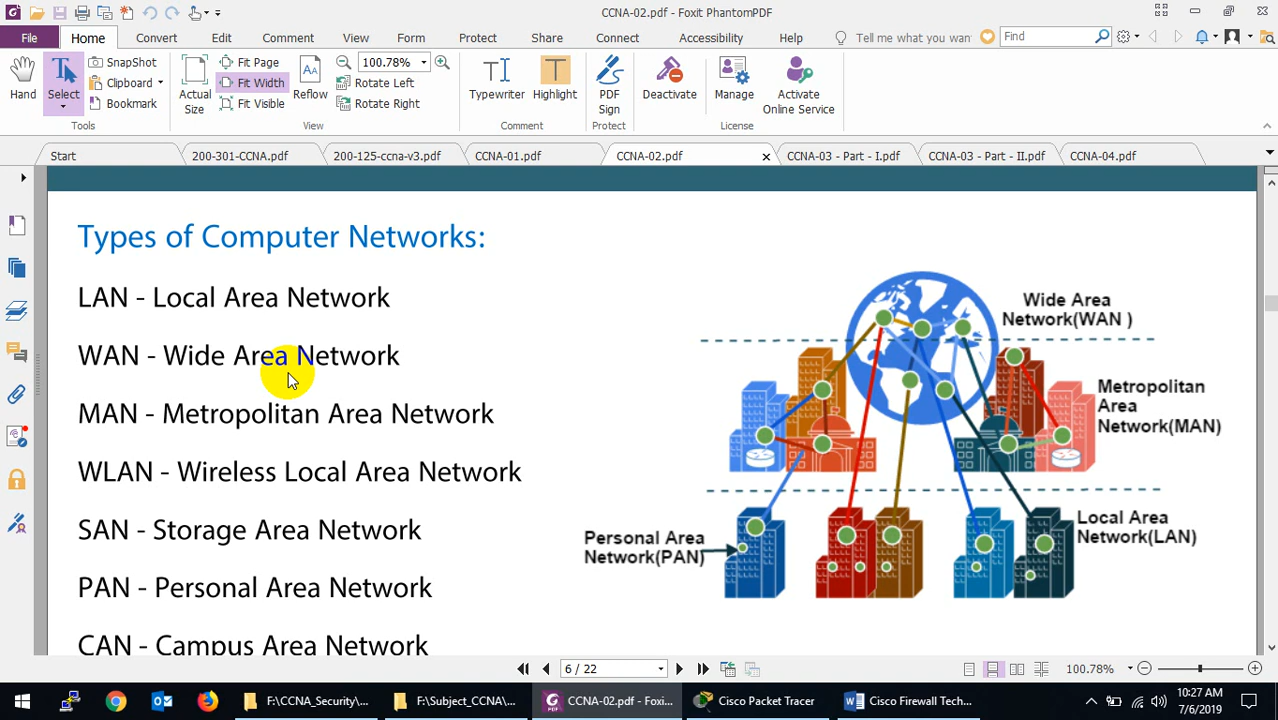 CCNA-02.pdf - Foxit PhantomPDF
File Home Convert Edit Comment View Form Protect Share Connect Accessibility Help Tell me what you want Find
Hand
Select
SnapShot
Clipboard
Bookmark
Tools
Actual
Size
Fit Page
Fit Width
Fit Visible
Reflow
100.78%
Rotate Left
Rotate Right
View
Typewriter
Highlight
Comment
PDF
Sign
Protect
Deactivate
Manage
Activate
Online Service
License
Start 200-301-CCNA.pdf 200-125-ccna-v3.pdf CCNA-01.pdf CCNA-02.pdf CCNA-03 - Part - I.pdf CCNA-03 - Part - II.pdf CCNA-04.pdf
Types of Computer Networks:
LAN - Local Area Network
WAN - Wide Area Network
MAN - Metropolitan Area Network
WLAN - Wireless Local Area Network
SAN - Storage Area Network
PAN - Personal Area Network
CAN - Campus Area Network
Wide Area
Network(WAN )
Metropolitan
Area
Network(MAN)
Personal Area
Network(PAN)
Local Area
Network(LAN)
6 / 22
100.78%
F:\CCNA_Security\...
F:\Subject_CCNA\...
CCNA-02.pdf - Foxi...
Cisco Packet Tracer
Cisco Firewall Tech...
10:27 AM
7/6/2019